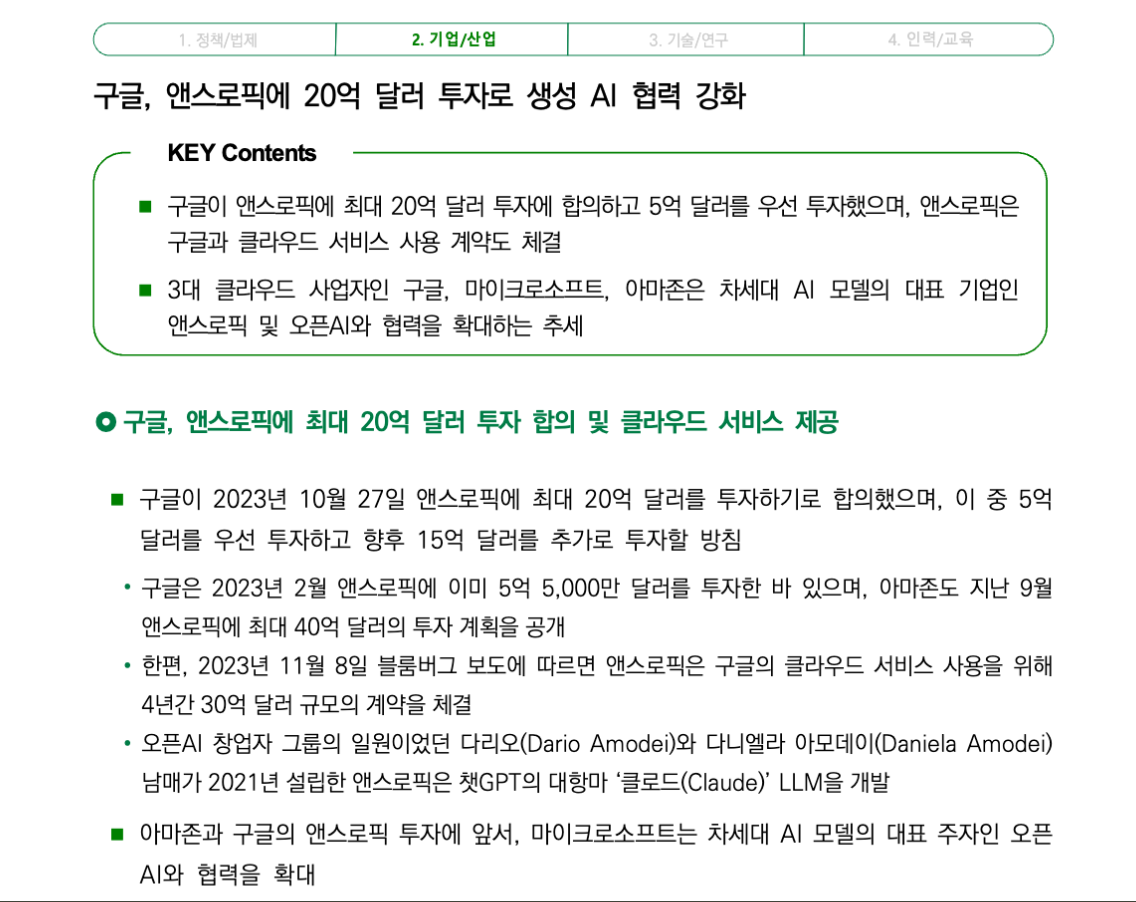 1. 정책/법제 2. 기업/산업 3. 기술/연구 4. 인력/교육
구글, 앤스로픽에 20억 달러 투자로 생성 AI 협력 강화
KEY Contents
■ 구글이 앤스로픽에 최대 20억 달러 투자에 합의하고 5억 달러를 우선 투자했으며, 앤스로픽은
구글과 클라우드 서비스 사용 계약도 체결
■ 3대 클라우드 사업자인 구글, 마이크로소프트, 아마존은 차세대 AI 모델의 대표 기업인
앤스로픽 및 오픈AI와 협력을 확대하는 추세
구글, 앤스로픽에 최대 20억 달러 투자 합의 및 클라우드 서비스 제공
■ 구글이 2023년 10월 27일 앤스로픽에 최대 20억 달러를 투자하기로 합의했으며, 이 중 5억
달러를 우선 투자하고 향후 15억 달러를 추가로 투자할 방침
• 구글은 2023년 2월 앤스로픽에 이미 5억 5,000만 달러를 투자한 바 있으며, 아마존도 지난 9월
앤스로픽에 최대 40억 달러의 투자 계획을 공개
• 한편, 2023년 11월 8일 블룸버그 보도에 따르면 앤스로픽은 구글의 클라우드 서비스 사용을 위해
4년간 30억 달러 규모의 계약을 체결
• 오픈AI 창업자 그룹의 일원이었던 다리오(Dario Amodei)와 다니엘라 아모데이(Daniela Amodei)
남매가 2021년 설립한 앤스로픽은 챗GPT의 대항마 ‘클로드(Claude)’ LLM을 개발
■ 아마존과 구글의 앤스로픽 투자에 앞서, 마이크로소프트는 차세대 AI 모델의 대표 주자인 오픈
AI와 협력을 확대